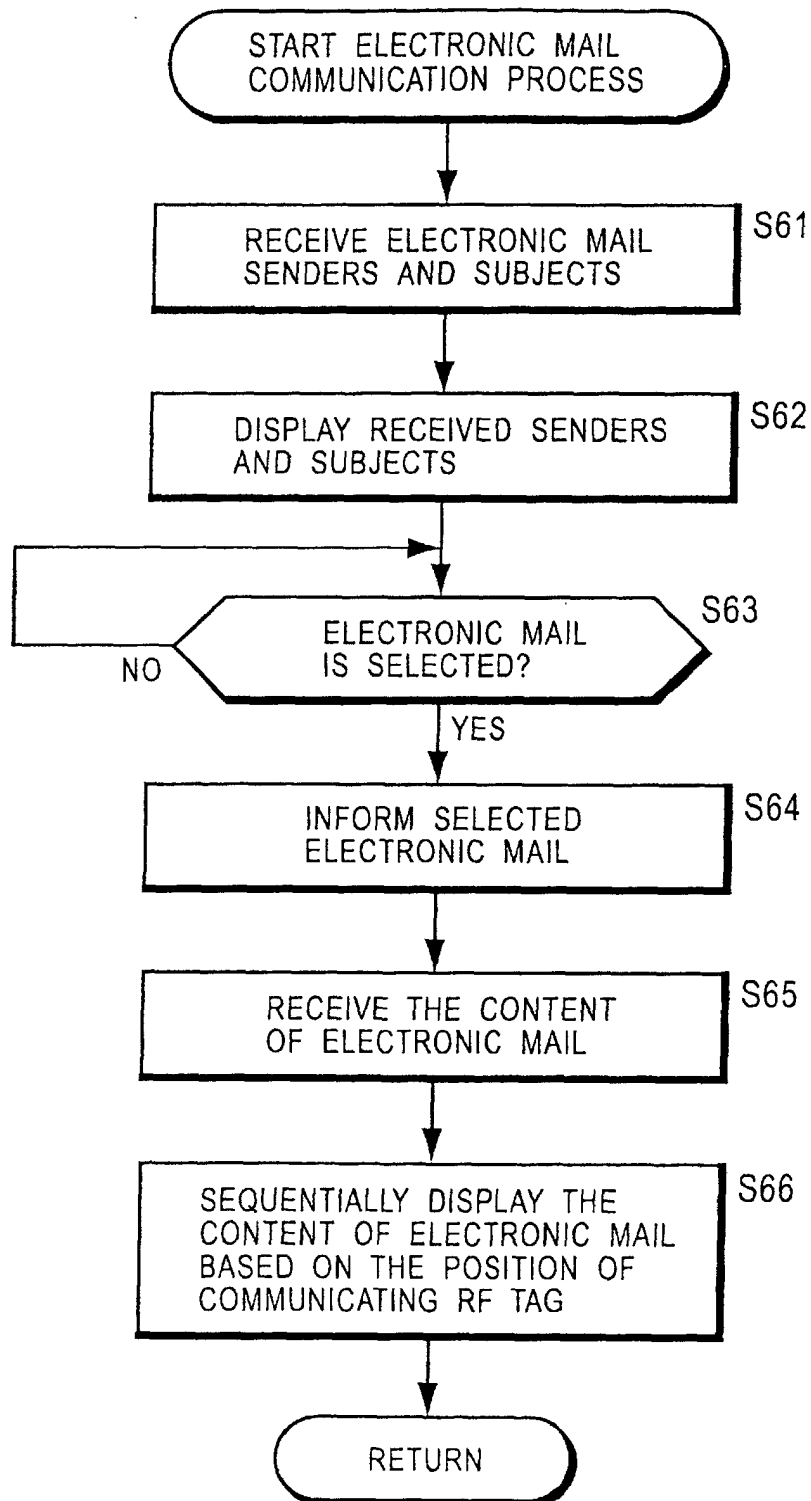 START ELECTRONIC MAIL
COMMUNICATION PROCESS
S61
RECEIVE ELECTRONIC MAIL
SENDERS AND SUBJECTS
S62
DISPLAY RECEIVED SENDERS
AND SUBJECTS
S63
ELECTRONIC MAIL
IS SELECTED?
NO
YES
S64
INFORM SELECTED
ELECTRONIC MAIL
S65
RECEIVE THE CONTENT
OF ELECTRONIC MAIL
S66
SEQUENTIALLY DISPLAY THE
CONTENT OF ELECTRONIC MAIL
BASED ON THE POSITION OF
COMMUNICATING RF TAG
RETURN